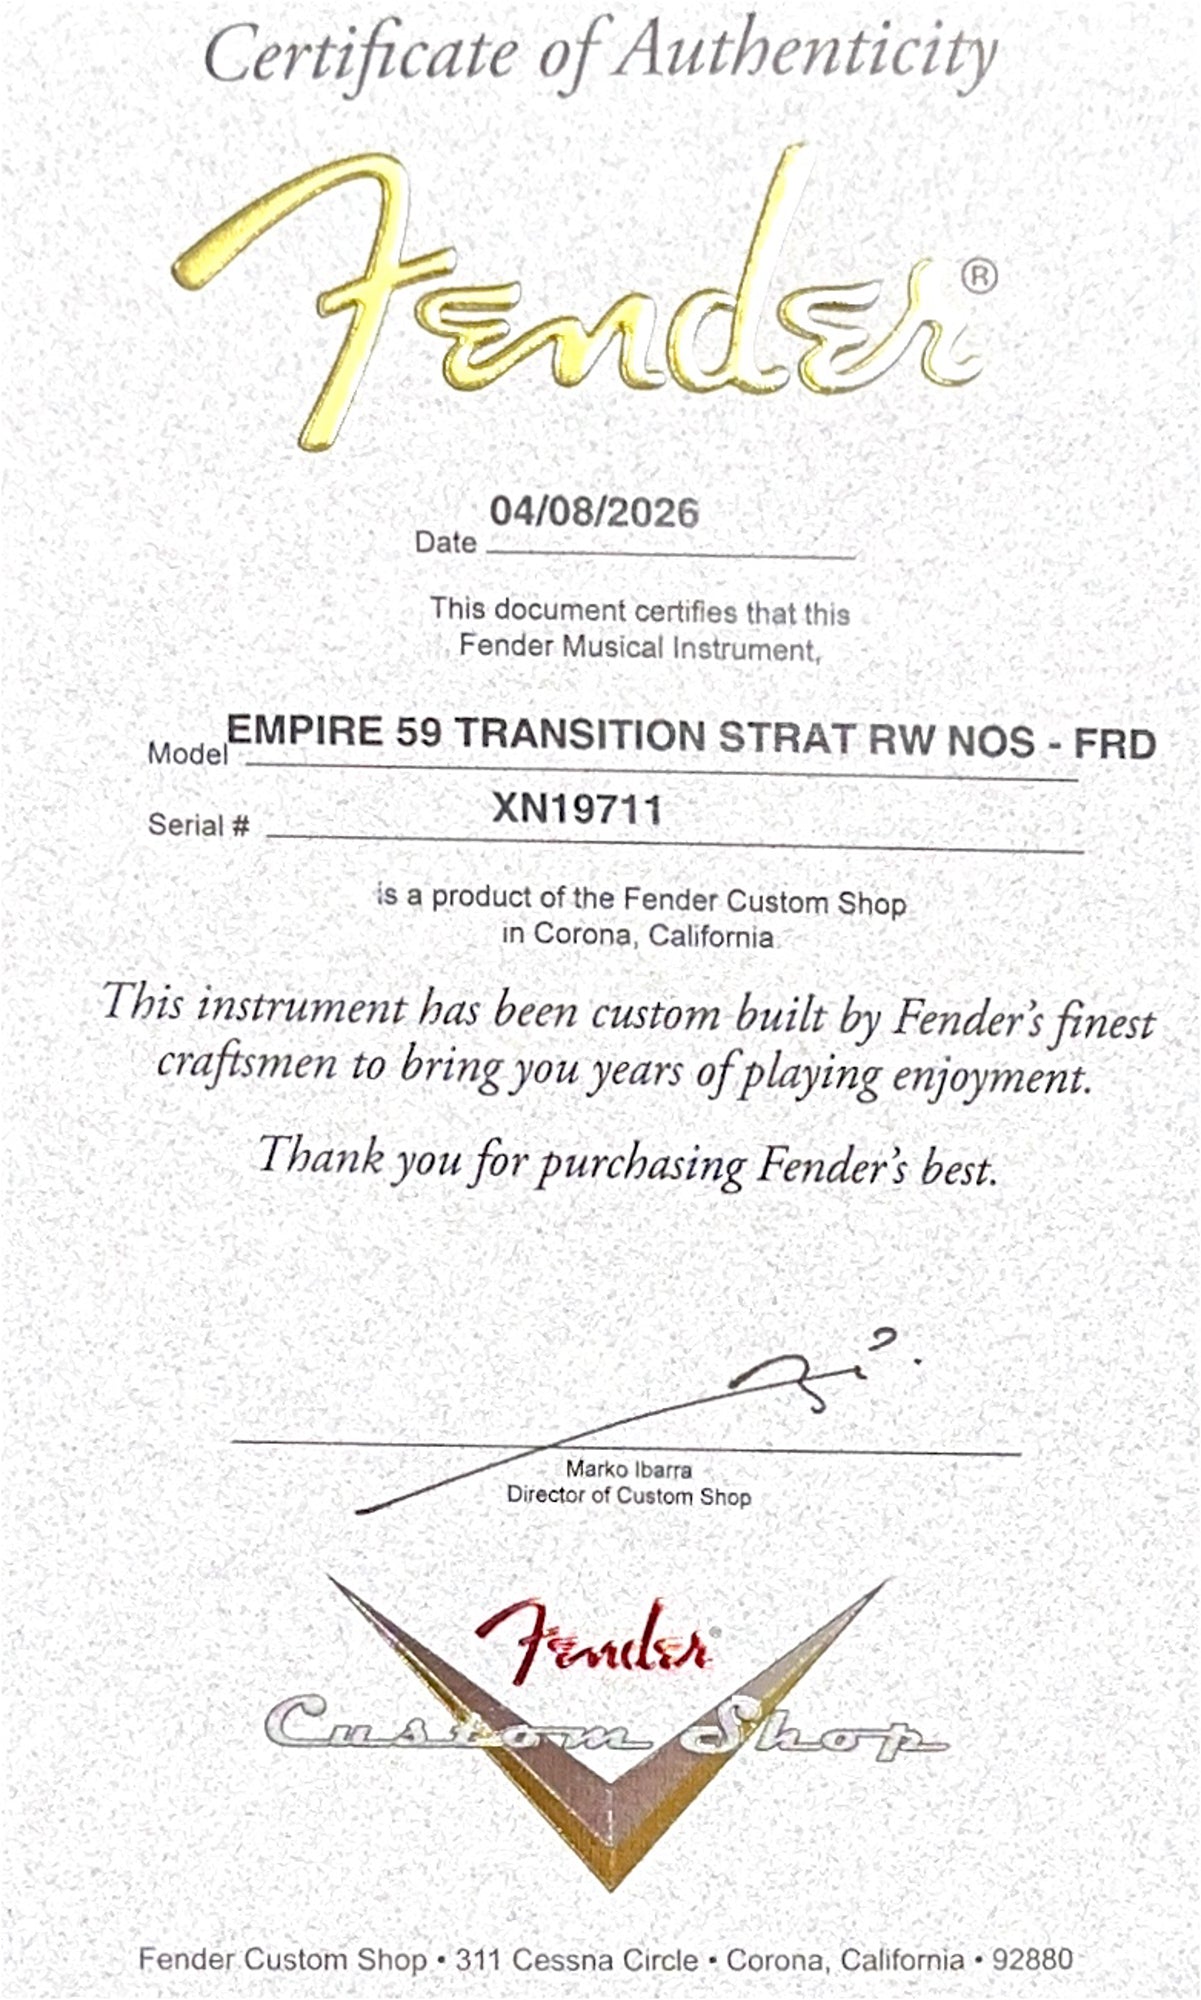 Certificate of Authenticity
Fender®
04/08/2026
Date
This document certifies that this
Fender Musical Instrument,
EMPIRE 59 TRANSITION STRAT RW NOS - FRD
Model
XN19711
Serial #
is a product of the Fender Custom Shop
in Corona, California
This instrument has been custom built by Fender's finest
craftsmen to bring you years of playing enjoyment.
Thank you for purchasing Fender's best.
Marko Ibarra
Director of Custom Shop
Fender®
Custom Shop
Fender Custom Shop • 311 Cessna Circle • Corona, California • 92880